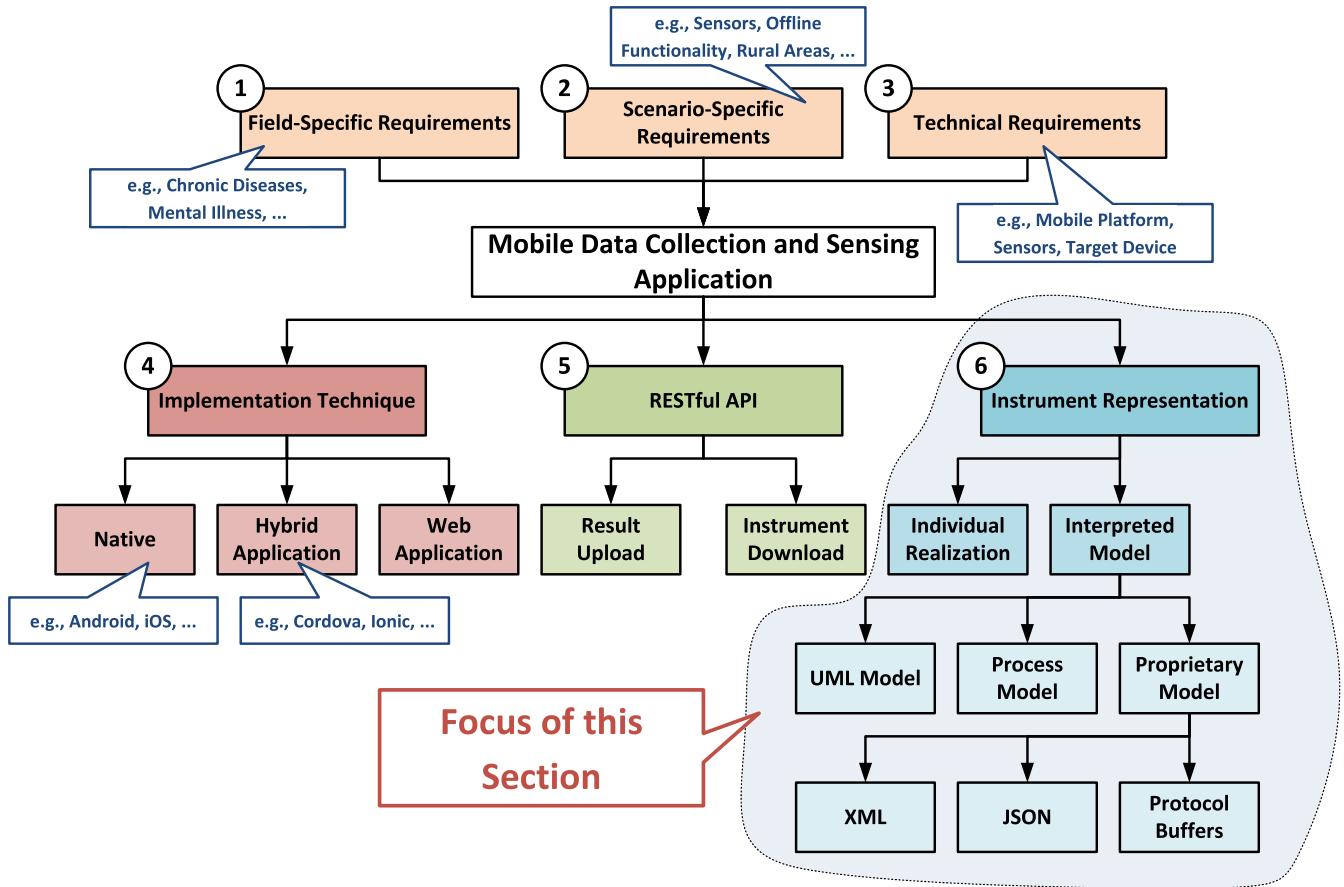 e.g., Sensors, Offline
Functionality, Rural Areas, ...
1
Field-Specific Requirements
2
Scenario-Specific
Requirements
3
Technical Requirements
e.g., Chronic Diseases,
Mental Illness, ...
e.g., Mobile Platform,
Sensors, Target Device
Mobile Data Collection and Sensing
Application
4
Implementation Technique
5
RESTful API
6
Instrument Representation
Native
Hybrid
Application
Web
Application
Result
Upload
Instrument
Download
Individual
Realization
Interpreted
Model
e.g., Android, iOS, ...
e.g., Cordova, Ionic, ...
UML Model
Process
Model
Proprietary
Model
Focus of this
Section
XML
JSON
Protocol
Buffers